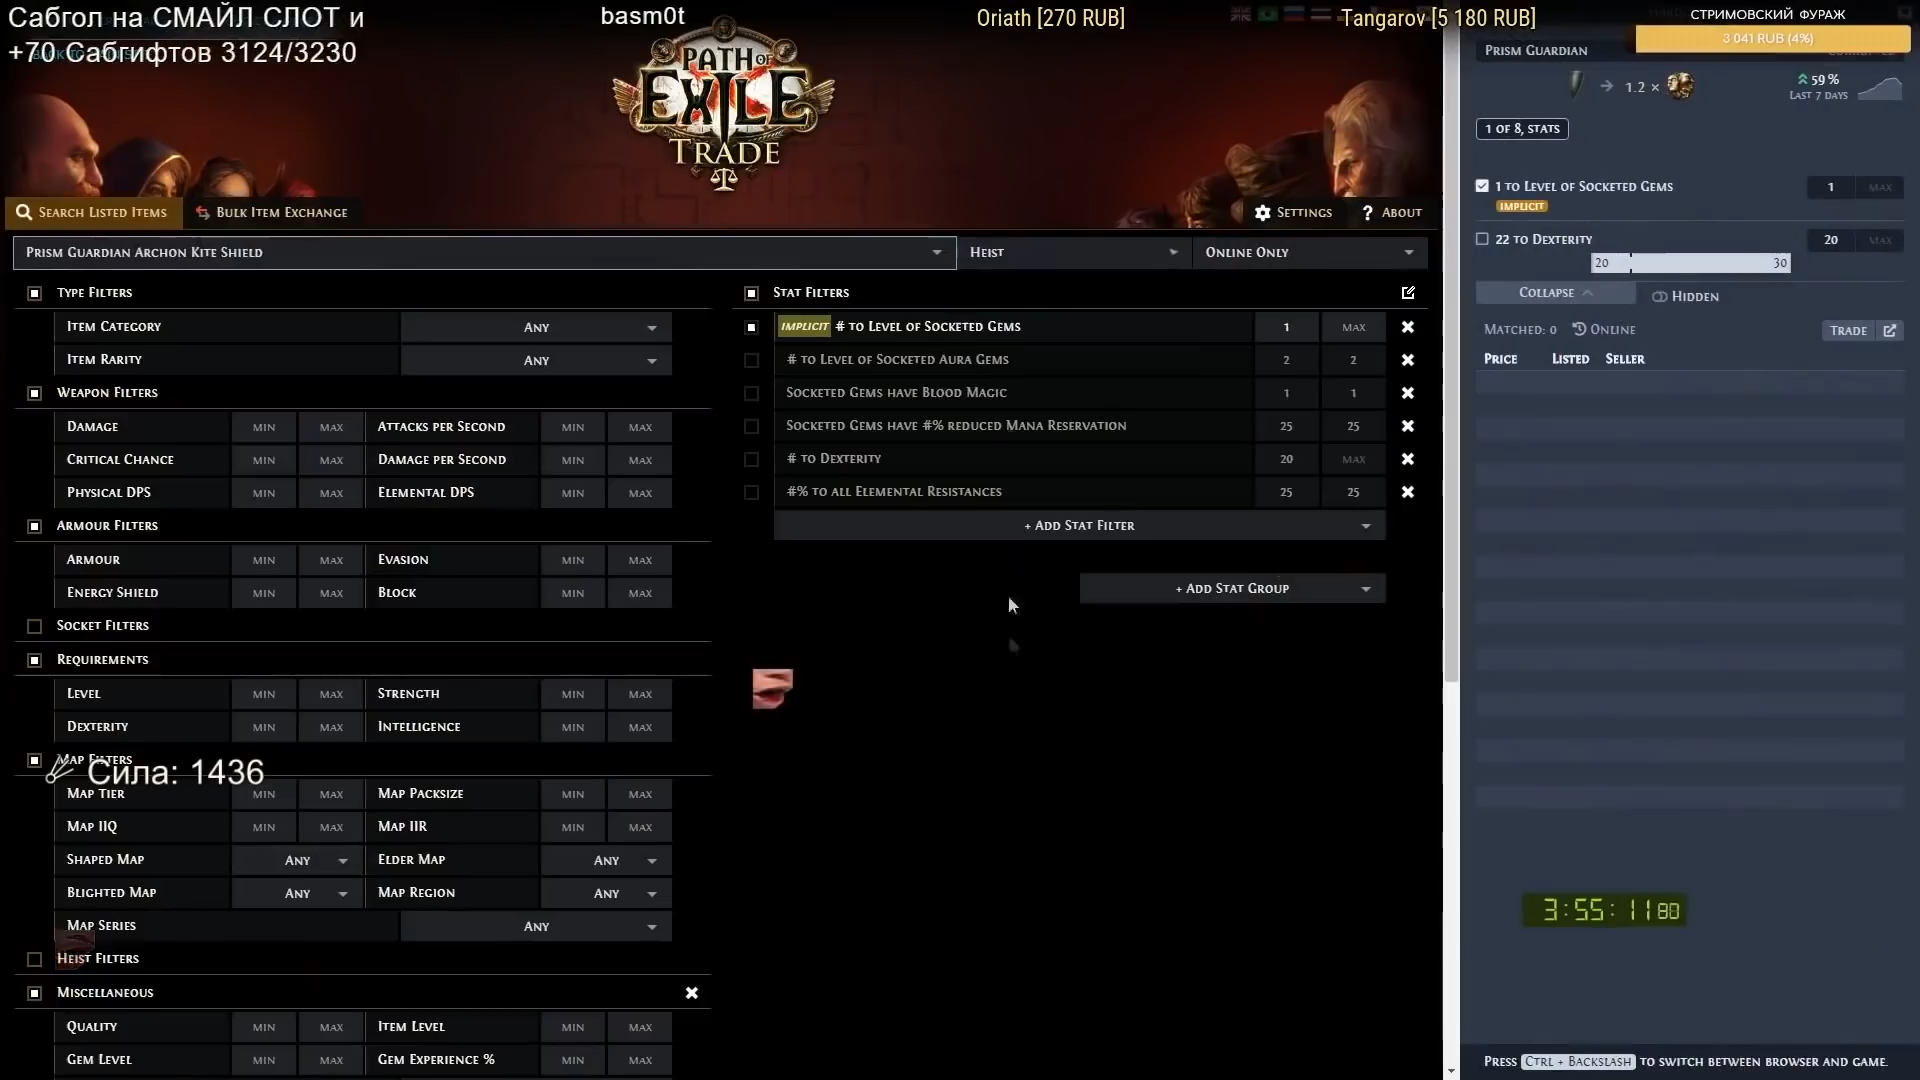 Сабгол на СМАЙЛ СЛОТ и
+70 Сабгифтов 3124/3230
basm0t
Oriath [270 RUB]
Tangarov [5 180 RUB]
СТРИМОВСКИЙ ФУРАЖ
3 041 RUB (4%)
PATH OF
EXILE
TRADE
Search Listed Items
Bulk Item Exchange
Settings
? About
Prism Guardian Archon Kite Shield
Heist
Online Only
Type Filters
Item Category Any
Item Rarity Any
Weapon Filters
Damage MIN MAX Attacks per Second MIN MAX
Critical Chance MIN MAX Damage per Second MIN MAX
Physical DPS MIN MAX Elemental DPS MIN MAX
Armour Filters
Armour MIN MAX Evasion MIN MAX
Energy Shield MIN MAX Block MIN MAX
Socket Filters
Requirements
Level MIN MAX Strength MIN MAX
Dexterity MIN MAX Intelligence MIN MAX
Map Filters
Сила: 1436
Map Tier MIN MAX Map Packsize MIN MAX
Map IIQ MIN MAX Map IIR MIN MAX
Shaped Map Any Elder Map Any
Blighted Map Any Map Region Any
Map Series Any
Heist Filters
Miscellaneous
Quality MIN MAX Item Level MIN MAX
Gem Level MIN MAX Gem Experience % MIN MAX
Stat Filters
IMPLICIT # to Level of Socketed Gems 1 MAX
# to Level of Socketed Aura Gems 2 2
Socketed Gems have Blood Magic 1 1
Socketed Gems have #% reduced Mana Reservation 25 25
# to Dexterity 20 MAX
#% to all Elemental Resistances 25 25
+ Add Stat Filter
+ Add Stat Group
Prism Guardian
1.2 ×
59 %
Last 7 days
1 of 8, stats
1 to Level of Socketed Gems 1 MAX
IMPLICIT
22 to Dexterity 20 MAX
20 30
Collapse
Hidden
Matched: 0 Online
Trade
Price Listed Seller
3:55:11 80
Press Ctrl + Backslash to switch between browser and game.